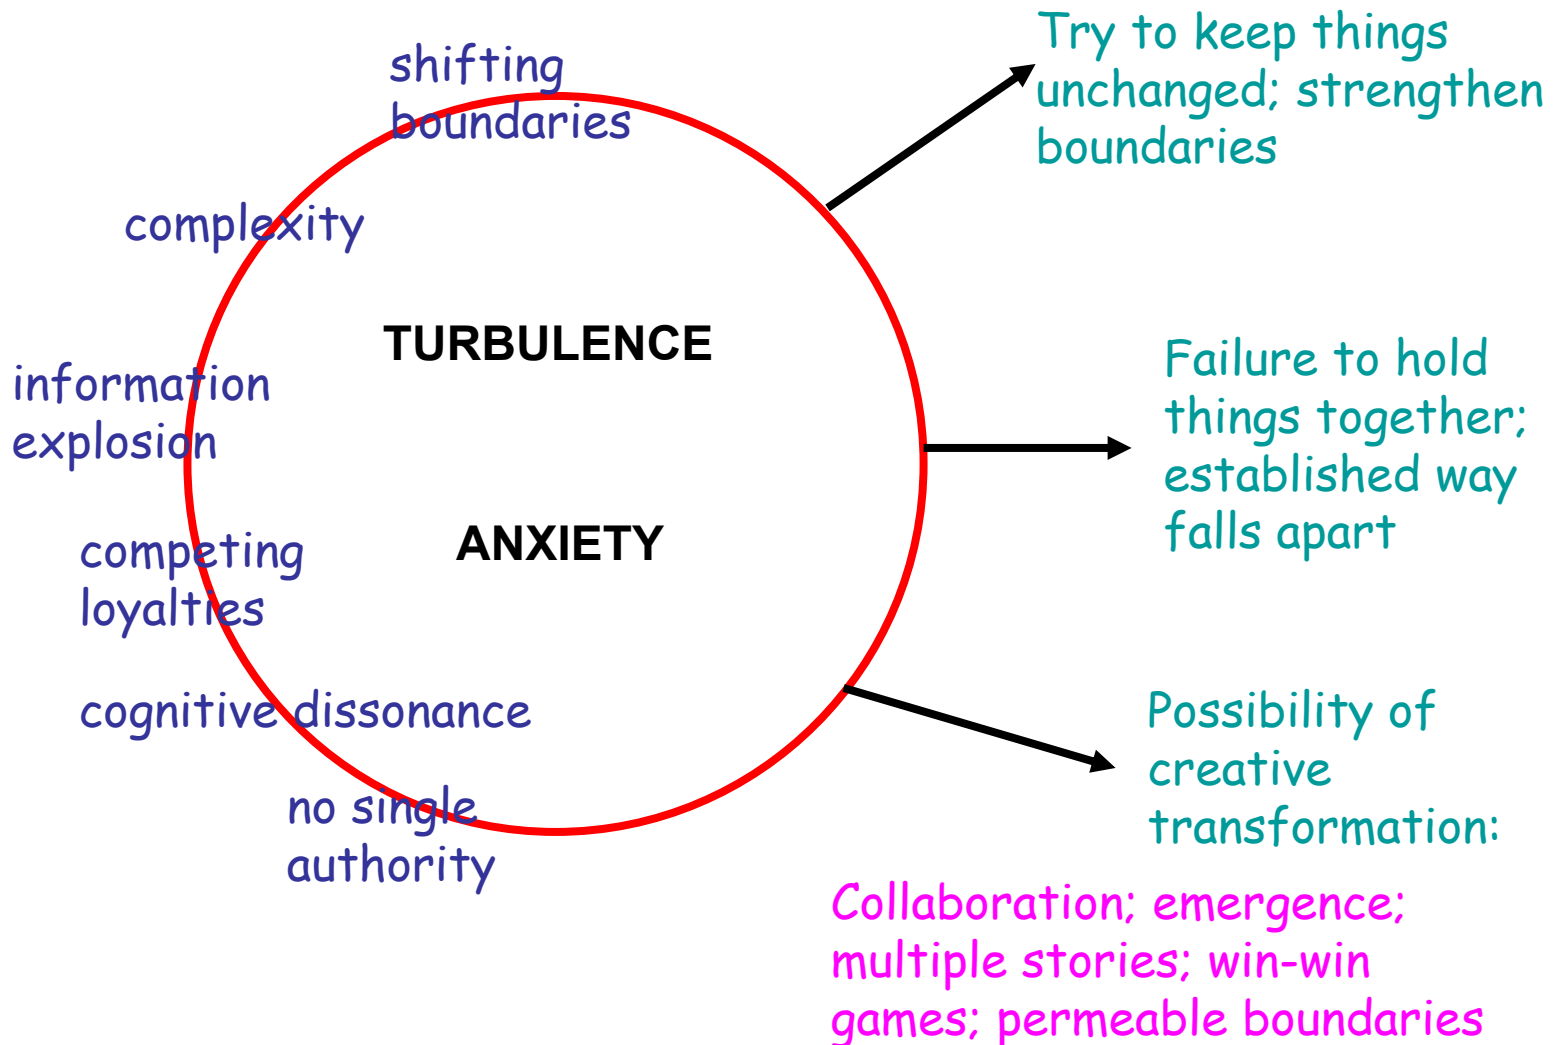 shifting
boundaries
complexity
information
explosion
competing
loyalties
cognitive dissonance
no single
authority
TURBULENCE
ANXIETY
Try to keep things
unchanged; strengthen
boundaries
Failure to hold
things together;
established way
falls apart
Possibility of
creative
transformation:
Collaboration; emergence;
multiple stories; win-win
games; permeable boundaries